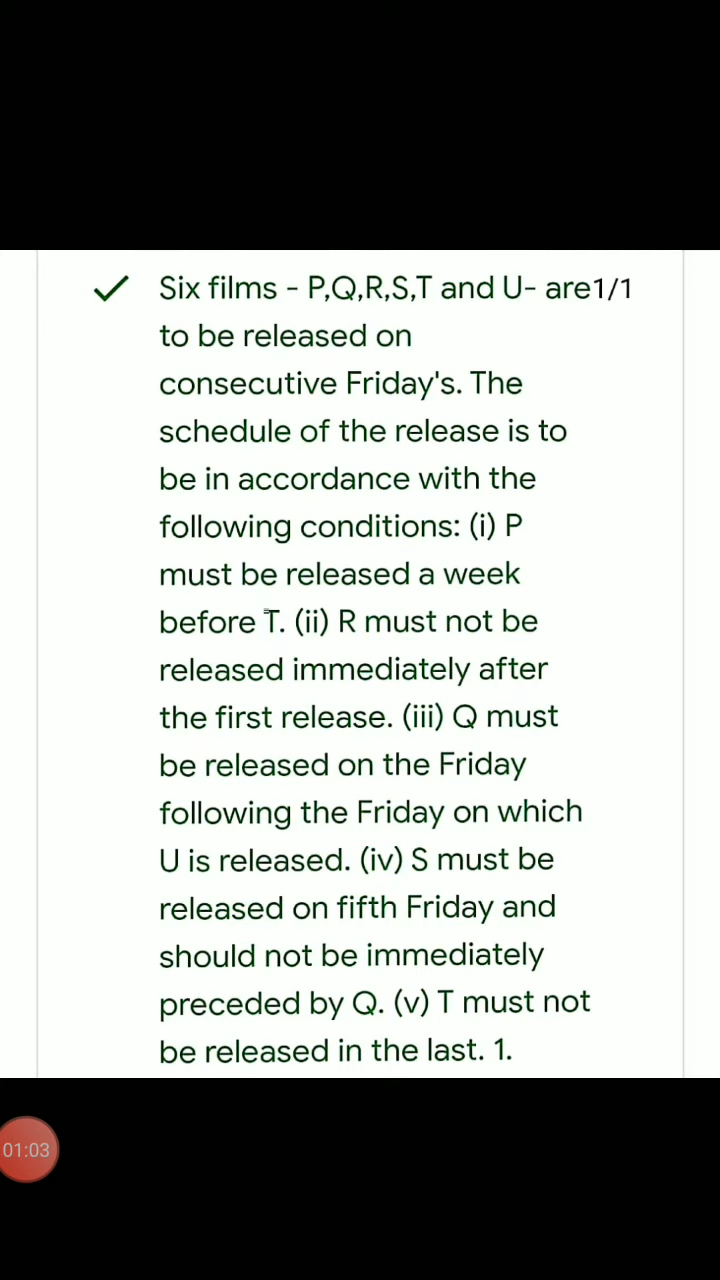 Six films - P,Q,R,S,T and U- are1/1
to be released on
consecutive Friday's. The
schedule of the release is to
be in accordance with the
following conditions: (i) P
must be released a week
before T. (ii) R must not be
released immediately after
the first release. (iii) Q must
be released on the Friday
following the Friday on which
U is released. (iv) S must be
released on fifth Friday and
should not be immediately
preceded by Q. (v) T must not
be released in the last. 1.
01:03